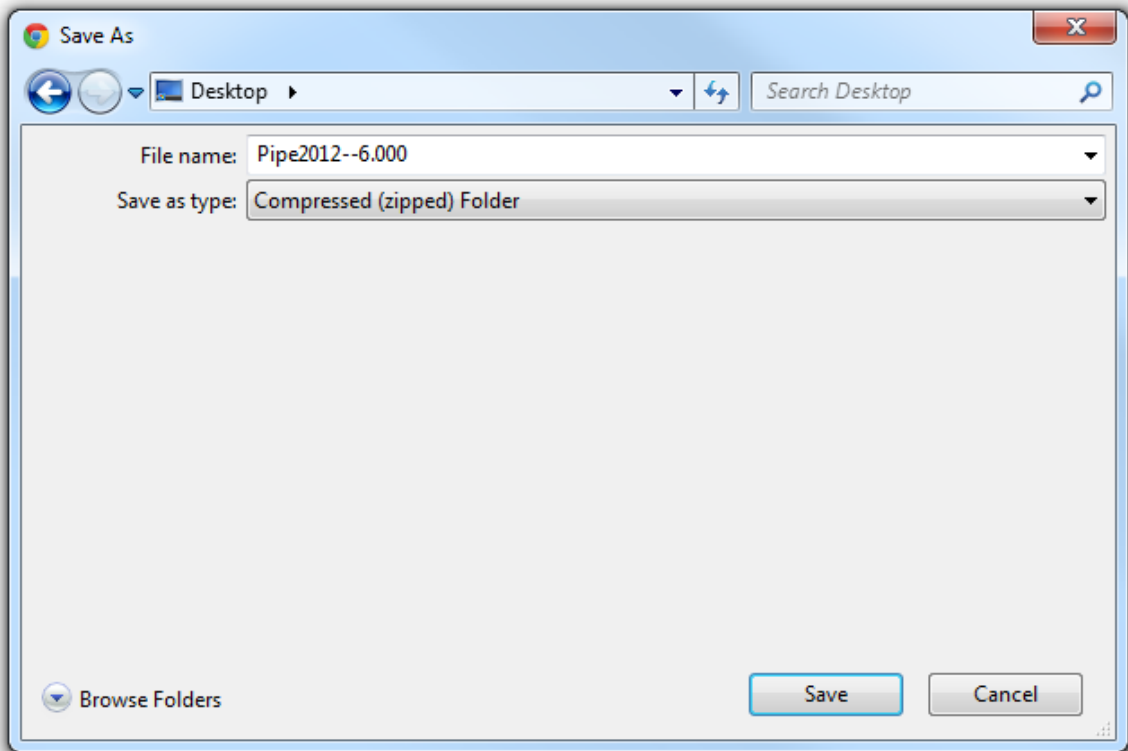 Save As
Desktop
Search Desktop
File name: Pipe2012--6.000
Save as type: Compressed (zipped) Folder
Browse Folders
Save
Cancel